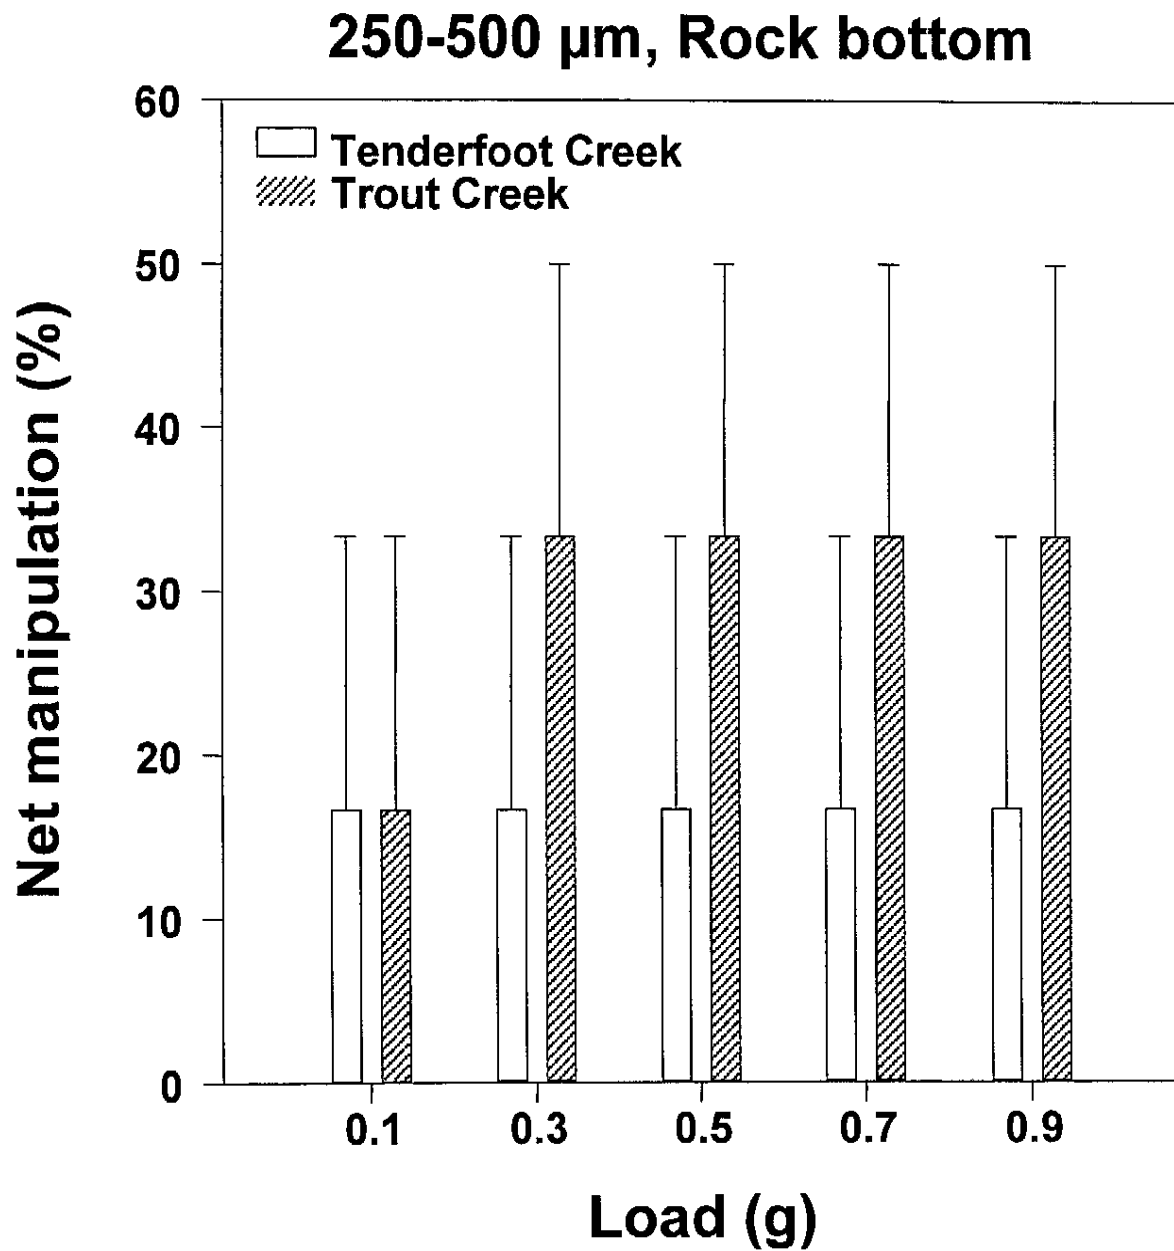 250-500 µm, Rock bottom
60
Tenderfoot Creek
Trout Creek
50
40
30
20
10
0
Net manipulation (%)
0.1 0.3 0.5 0.7 0.9
Load (g)